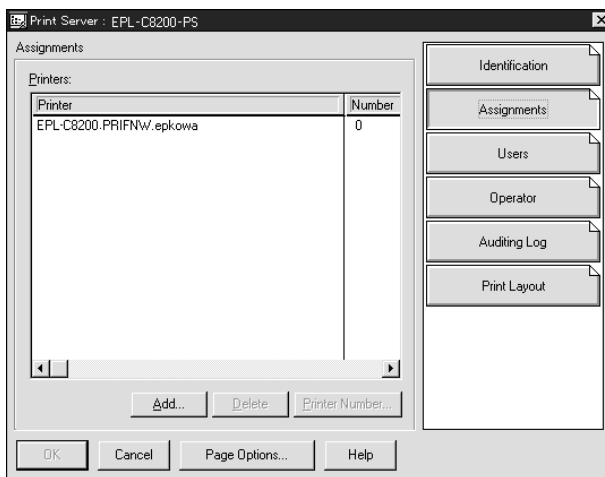 Print Server : EPL-C8200-PS
Assignments
Printers:
Printer Number
EPL-C8200.PRIFNW.epkowa 0
Add... Delete Printer Number...
OK Cancel Page Options... Help
Identification
Assignments
Users
Operator
Auditing Log
Print Layout